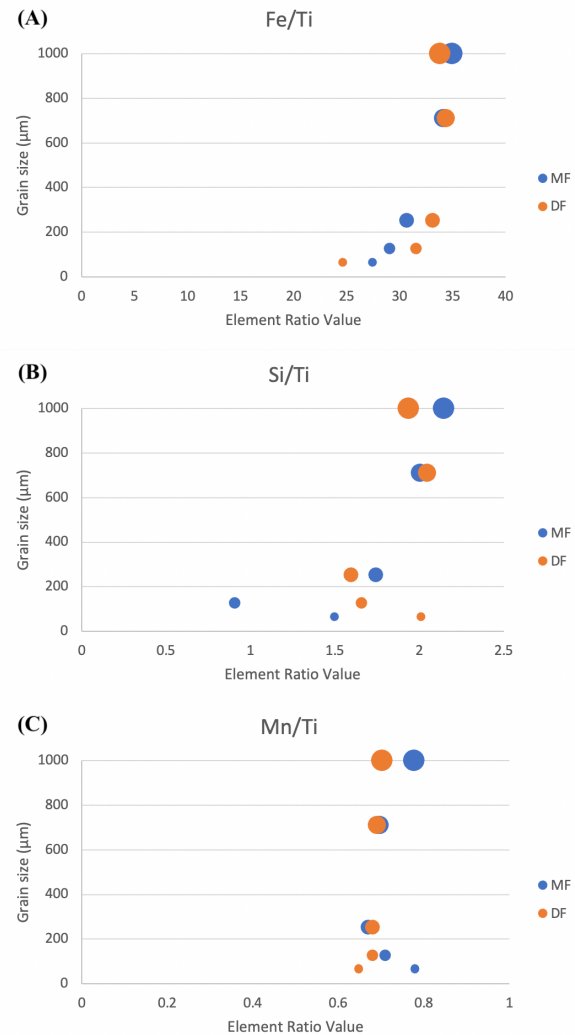 (A)
Fe/Ti
1000
800
600
400
200
0
0 5 10 15 20 25 30 35 40
Grain size (µm)
Element Ratio Value
MF
DF
(B)
Si/Ti
1000
800
600
400
200
0
0 0.5 1 1.5 2 2.5
Grain size (µm)
Element Ratio Value
MF
DF
(C)
Mn/Ti
1000
800
600
400
200
0
0 0.2 0.4 0.6 0.8 1
Grain size (µm)
Element Ratio Value
MF
DF